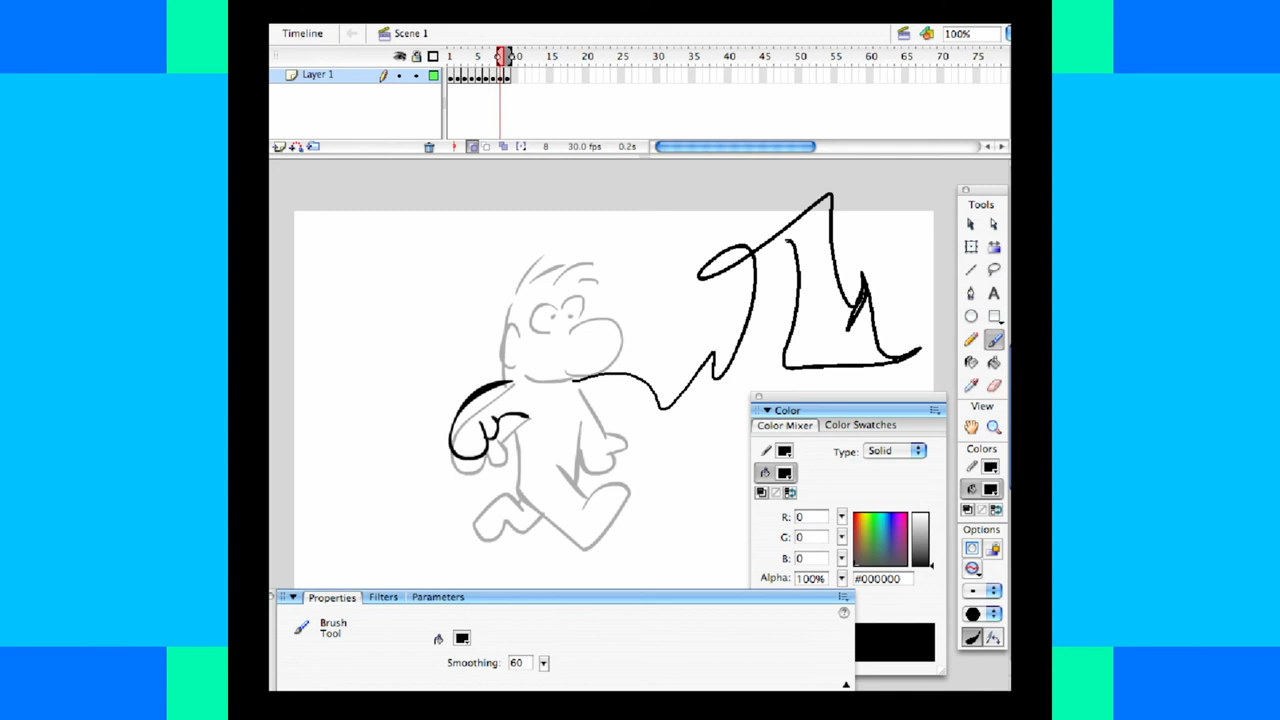 Timeline
Scene 1
100%
1 5 10 15 20 25 30 35 40 45 50 55 60 65 70 75
Layer 1
8 30.0 fps 0.2s
Tools
A
View
Colors
Options
Color
Color Mixer Color Swatches
Type: Solid
R: 0
G: 0
B: 0
Alpha: 100% #000000
Properties Filters Parameters
?
Brush
Tool
Smoothing: 60